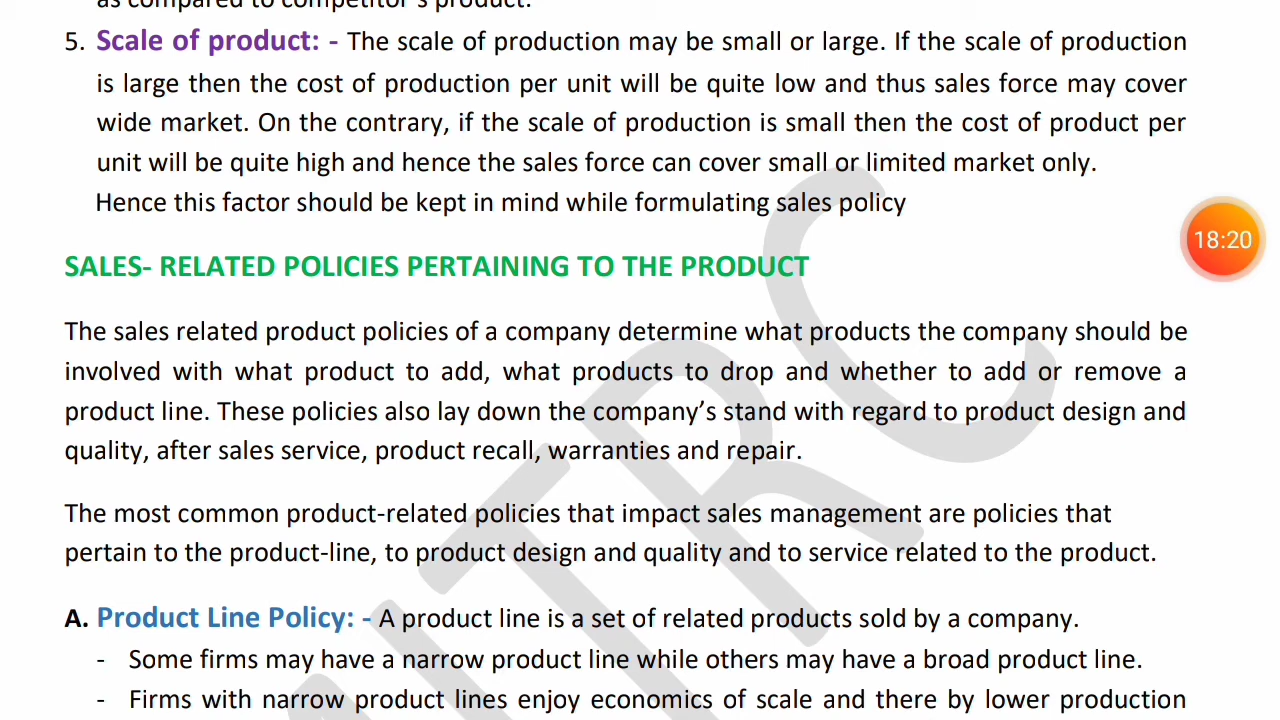 as compared to competitor's product.
5. Scale of product: - The scale of production may be small or large. If the scale of production
is large then the cost of production per unit will be quite low and thus sales force may cover
wide market. On the contrary, if the scale of production is small then the cost of product per
unit will be quite high and hence the sales force can cover small or limited market only.
Hence this factor should be kept in mind while formulating sales policy
18:20
SALES- RELATED POLICIES PERTAINING TO THE PRODUCT
The sales related product policies of a company determine what products the company should be
involved with what product to add, what products to drop and whether to add or remove a
product line. These policies also lay down the company’s stand with regard to product design and
quality, after sales service, product recall, warranties and repair.
The most common product-related policies that impact sales management are policies that
pertain to the product-line, to product design and quality and to service related to the product.
A. Product Line Policy: - A product line is a set of related products sold by a company.
- Some firms may have a narrow product line while others may have a broad product line.
- Firms with narrow product lines enjoy economics of scale and there by lower production